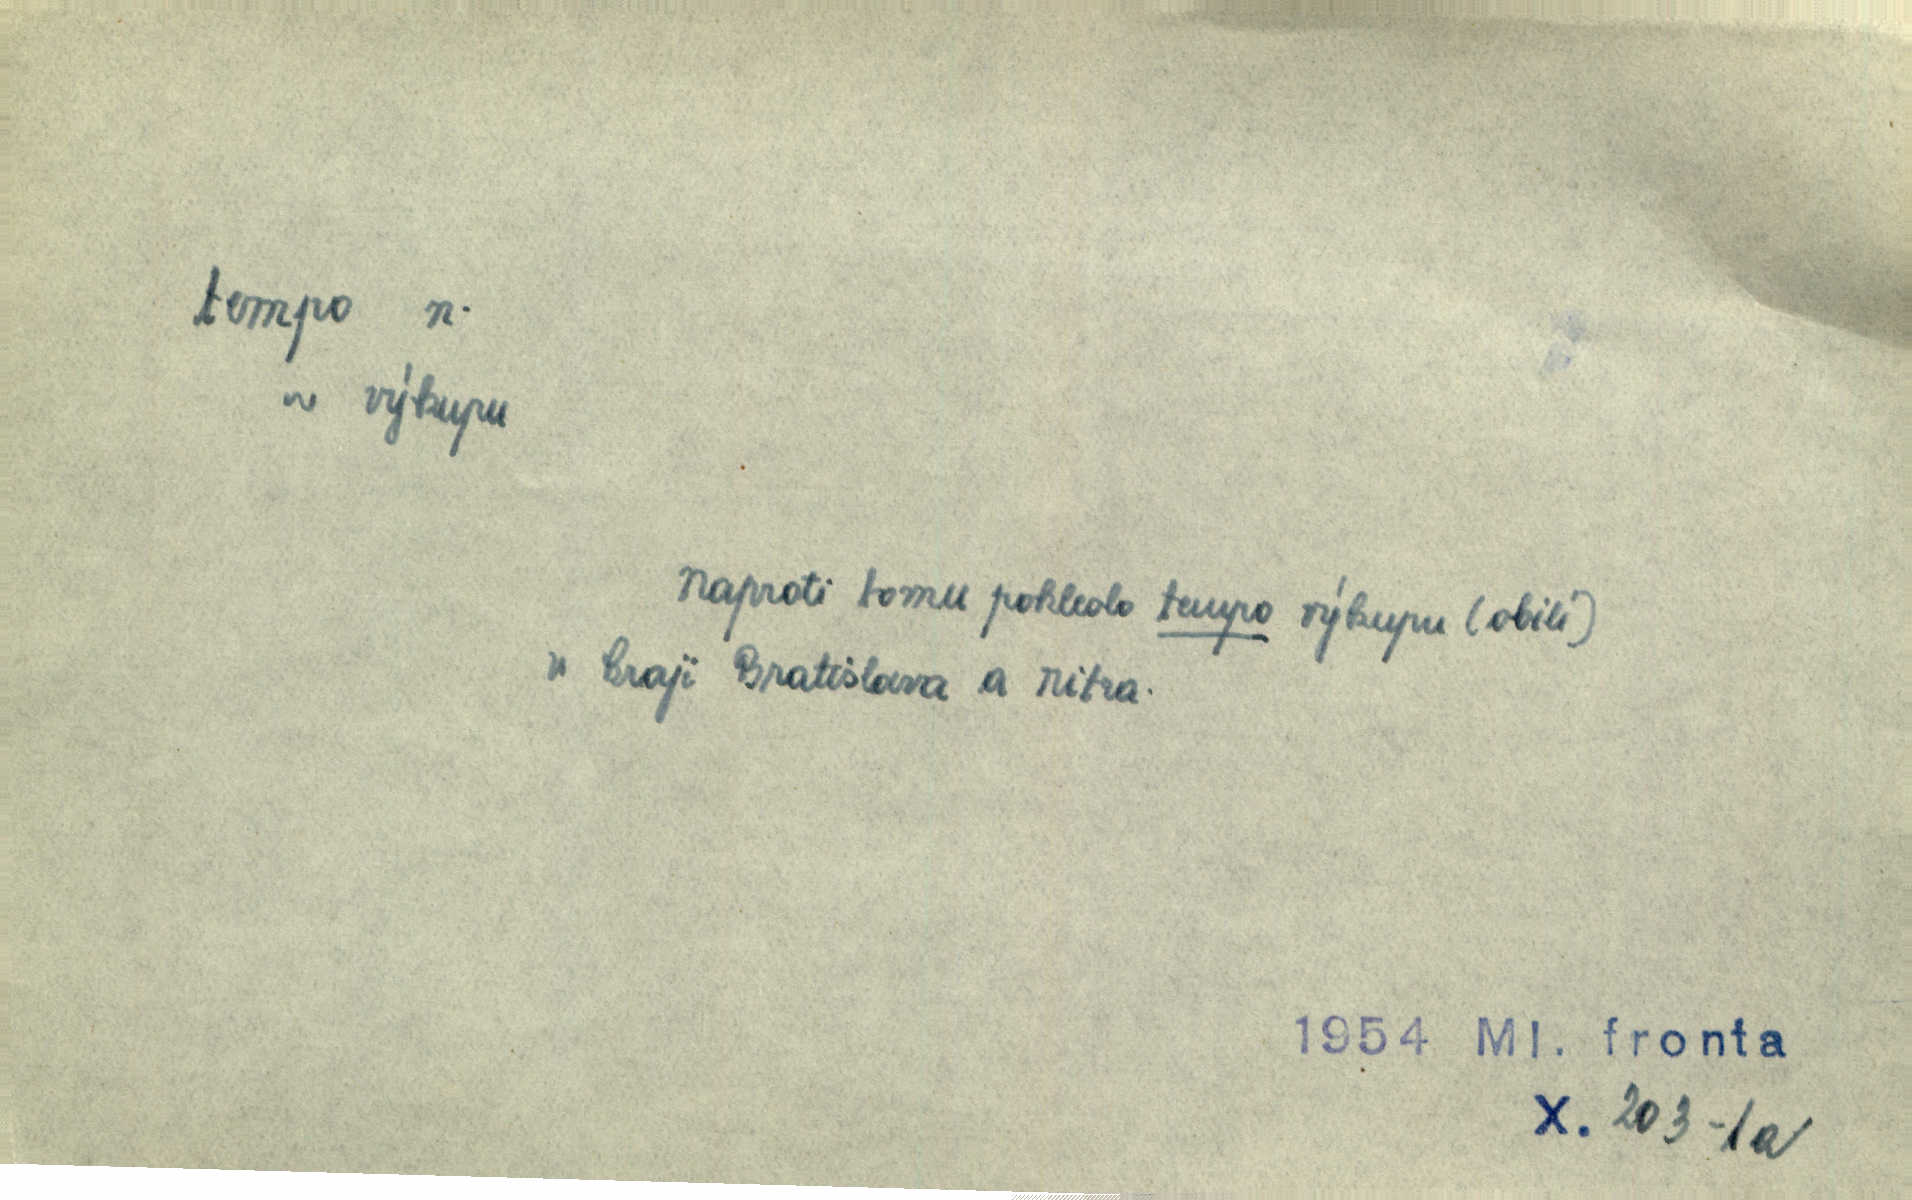 tempo n.
~ výkupu
Naproti tomu pokleslo tempo výkupu (obilí)
v kraji Bratislava a Nitra.
1954 Ml. fronta
X. 203-1a